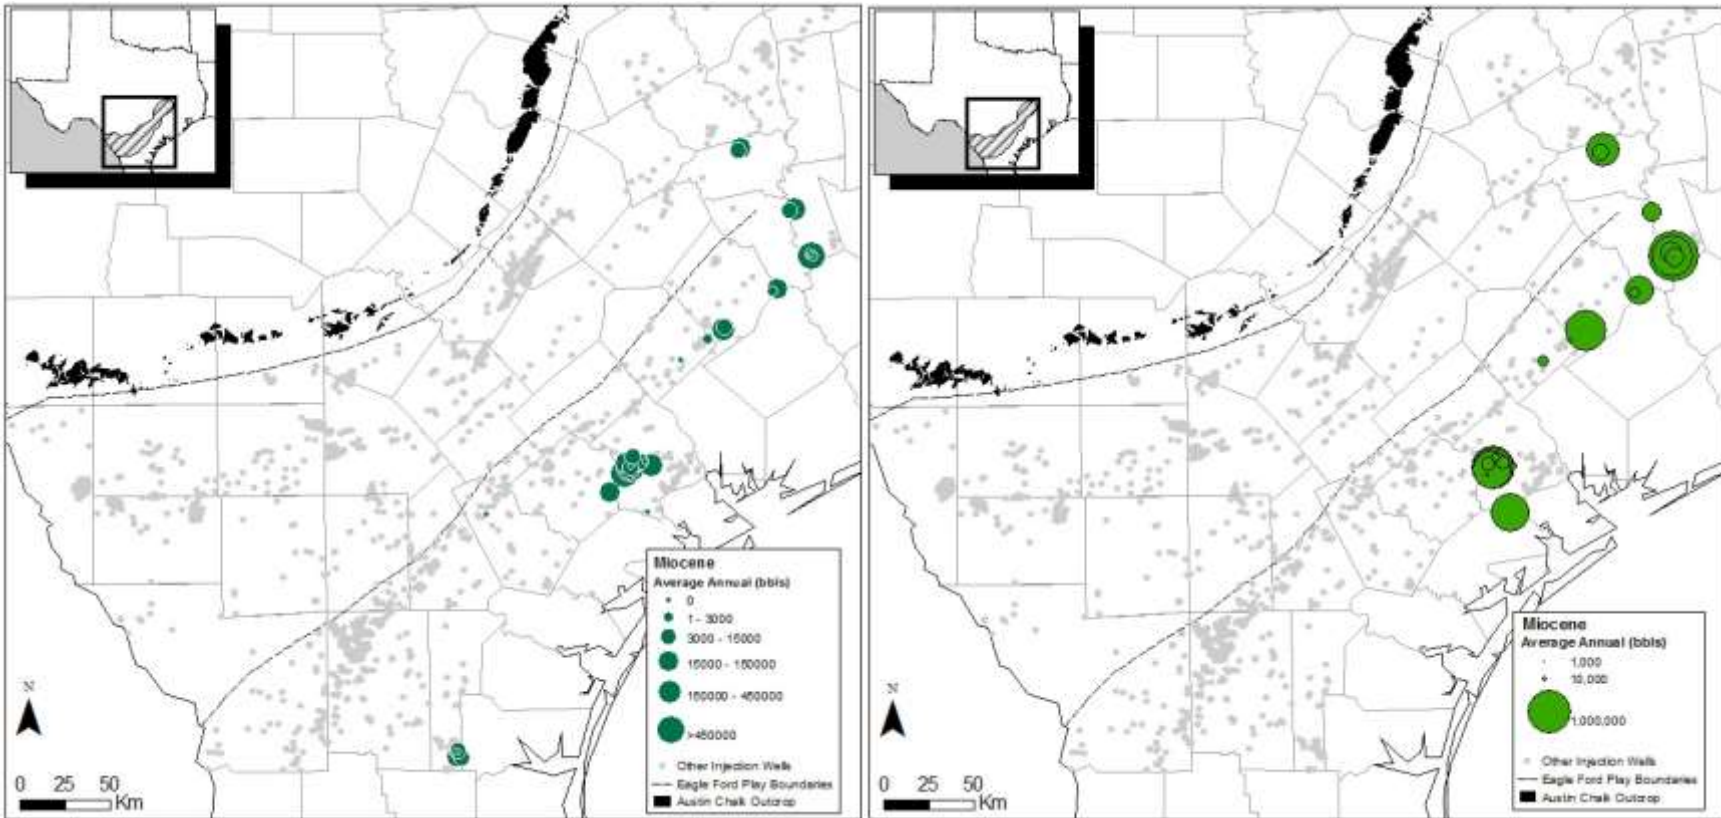 Miocene
Average Annual (bbls)
0
1 - 3000
3000 - 15000
15000 - 150000
150000 - 450000
>450000
Other Injection Wells
Eagle Ford Play Boundaries
Austin Chalk Outcrop
N
0 25 50
Km
Miocene
Average Annual (bbls)
1,000
10,000
1,000,000
Other Injection Wells
Eagle Ford Play Boundaries
Austin Chalk Outcrop
N
0 25 50
Km